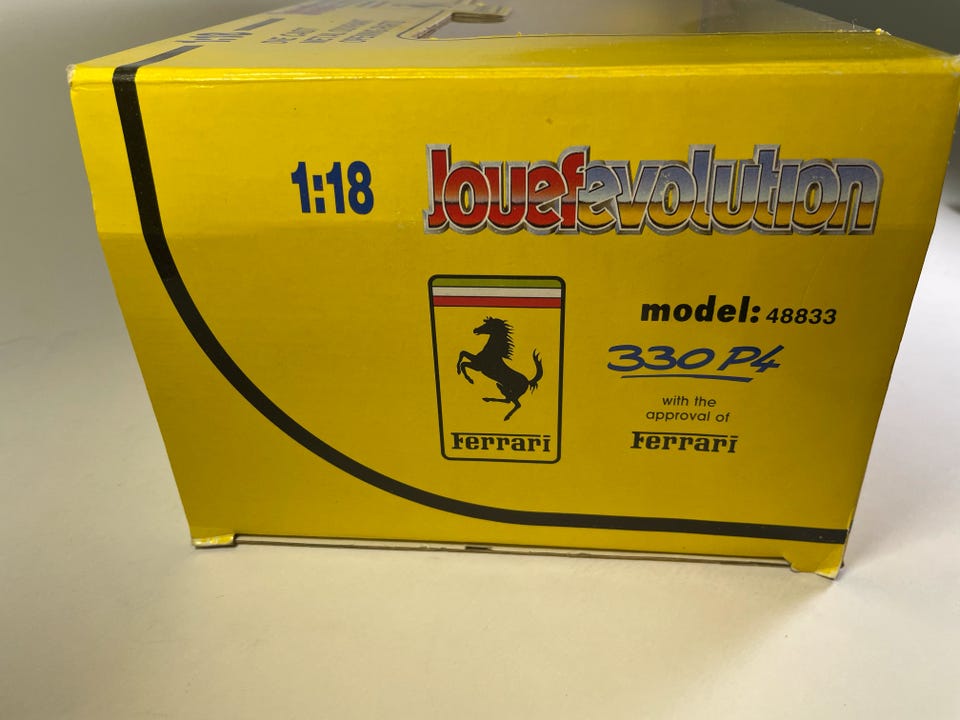 1:18
Jouefevolution
model: 48833
330 P4
with the
approval of
Ferrari
Ferrari